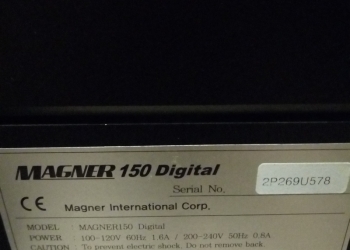 MAGNER 150 Digital
Serial No. 2P269U578
CE Magner International Corp.
MODEL : MAGNER150 Digital
POWER 100-120V 60Hz 1.6A / 200-240V 50Hz 0.8A
CAUTION To prevent electric shock. Do not remove back.